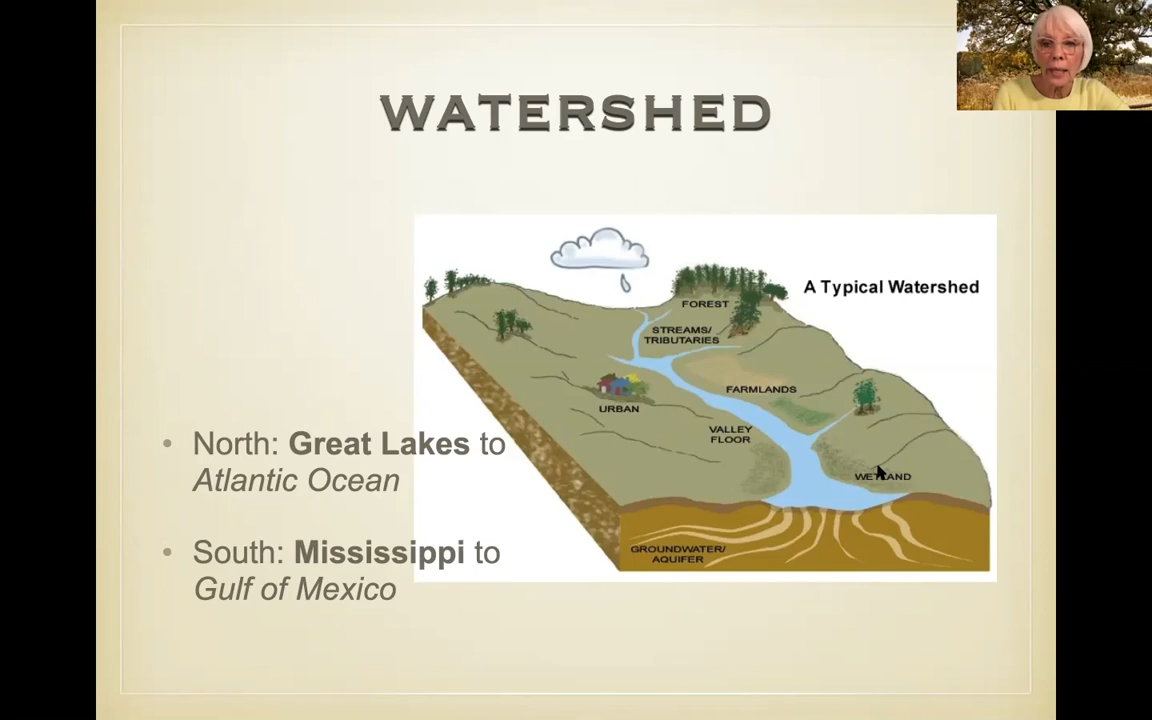 WATERSHED
A Typical Watershed
FOREST
STREAMS/
TRIBUTARIES
FARMLANDS
URBAN
VALLEY
FLOOR
WETLAND
GROUNDWATER/
AQUIFER
• North: Great Lakes to
Atlantic Ocean
• South: Mississippi to
Gulf of Mexico